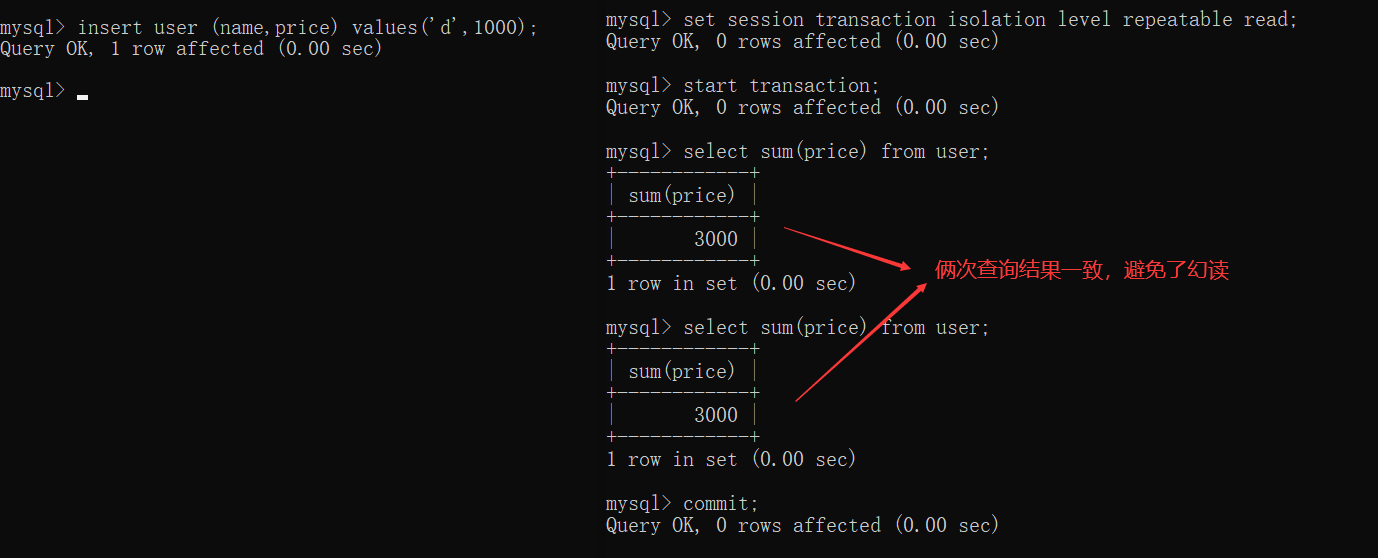 mysql> insert user (name,price) values('d',1000);
Query OK, 1 row affected (0.00 sec)
mysql>
mysql> set session transaction isolation level repeatable read;
Query OK, 0 rows affected (0.00 sec)
mysql> start transaction;
Query OK, 0 rows affected (0.00 sec)
mysql> select sum(price) from user;
+------------+
| sum(price) |
+------------+
|       3000 |
+------------+
1 row in set (0.00 sec)
俩次查询结果一致，避免了幻读
mysql> select sum(price) from user;
+------------+
| sum(price) |
+------------+
|       3000 |
+------------+
1 row in set (0.00 sec)
mysql> commit;
Query OK, 0 rows affected (0.00 sec)